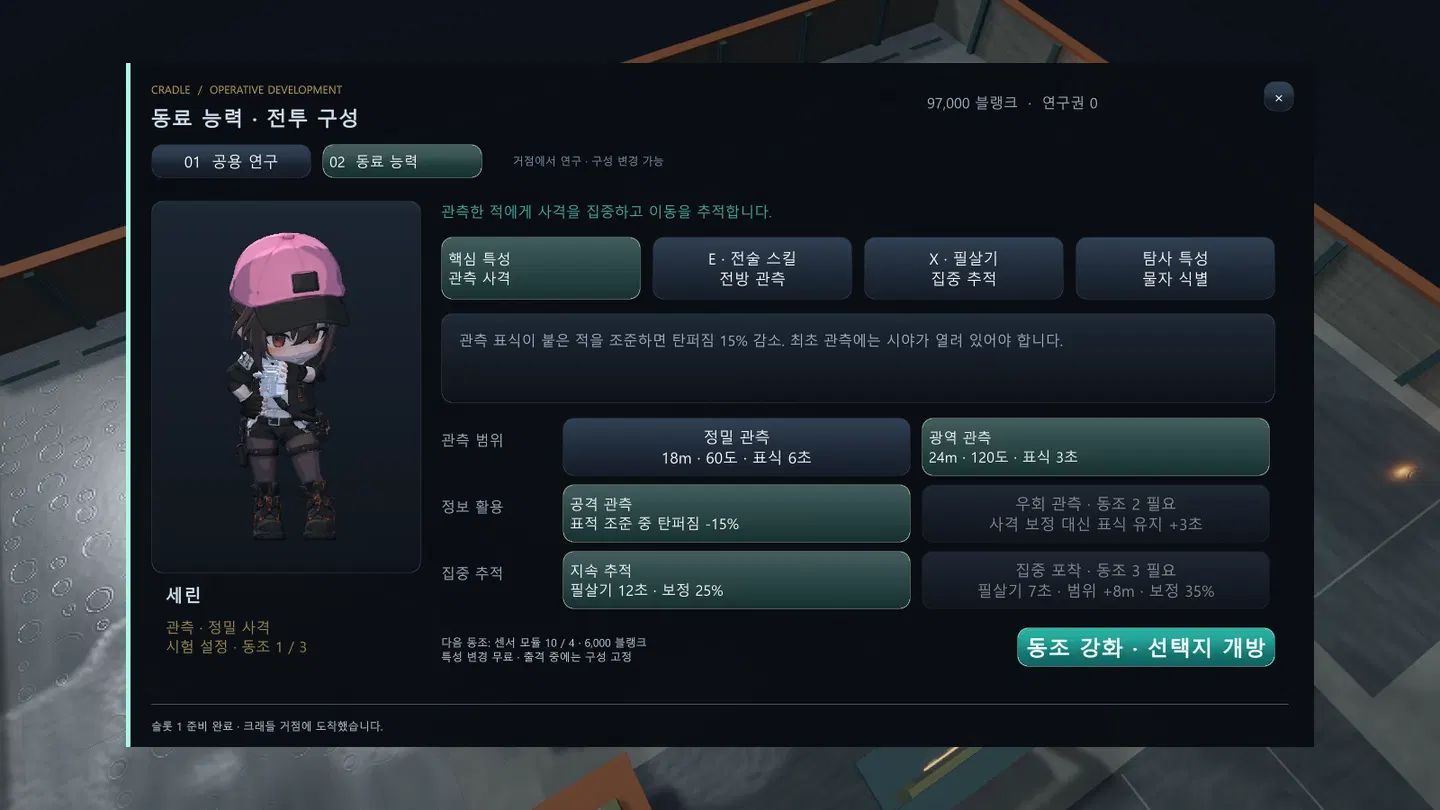 CRADLE / OPERATIVE DEVELOPMENT
동료 능력 · 전투 구성
97,000 블랭크 · 연구권 0
×
01 공용 연구
02 동료 능력
거점에서 연구 · 구성 변경 가능
관측한 적에게 사격을 집중하고 이동을 추적합니다.
핵심 특성
관측 사격
E · 전술 스킬
전방 관측
X · 필살기
집중 추적
탐사 특성
물자 식별
관측 표식이 붙은 적을 조준하면 탄퍼짐 15% 감소. 최초 관측에는 시야가 열려 있어야 합니다.
관측 범위
정밀 관측
18m · 60도 · 표식 6초
광역 관측
24m · 120도 · 표식 3초
정보 활용
공격 관측
표적 조준 중 탄퍼짐 -15%
우회 관측 · 동조 2 필요
사격 보정 대신 표식 유지 +3초
집중 추적
지속 추적
필살기 12초 · 보정 25%
집중 포착 · 동조 3 필요
필살기 7초 · 범위 +8m · 보정 35%
세린
관측 · 정밀 사격
시험 설정 · 동조 1 / 3
다음 동조: 센서 모듈 10 / 4 · 6,000 블랭크
특성 변경 무료 · 출격 중에는 구성 고정
동조 강화 · 선택지 개방
슬롯 1 준비 완료 · 크래들 거점에 도착했습니다.